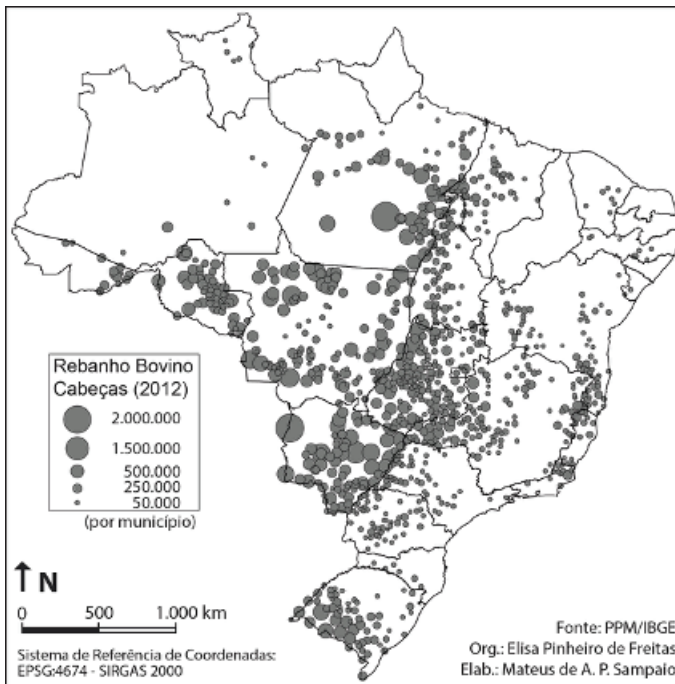 Rebanho Bovino
Cabeças (2012)
2.000.000
1.500.000
500.000
250.000
50.000
(por município)
N
0 500 1.000 km
Sistema de Referência de Coordenadas:
EPSG:4674 - SIRGAS 2000
Fonte: PPM/IBGE
Org.: Elisa Pinheiro de Freitas
Elab.: Mateus de A. P. Sampaio